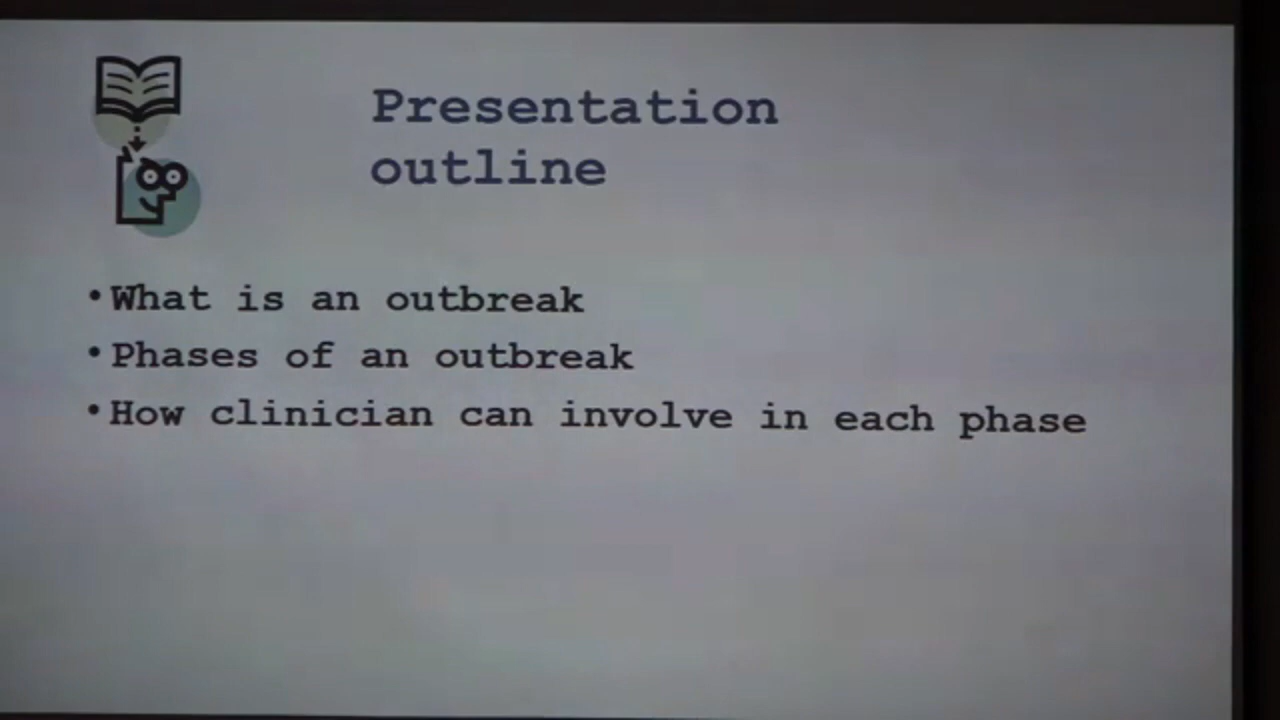 Presentation
outline
• What is an outbreak
• Phases of an outbreak
• How clinician can involve in each phase